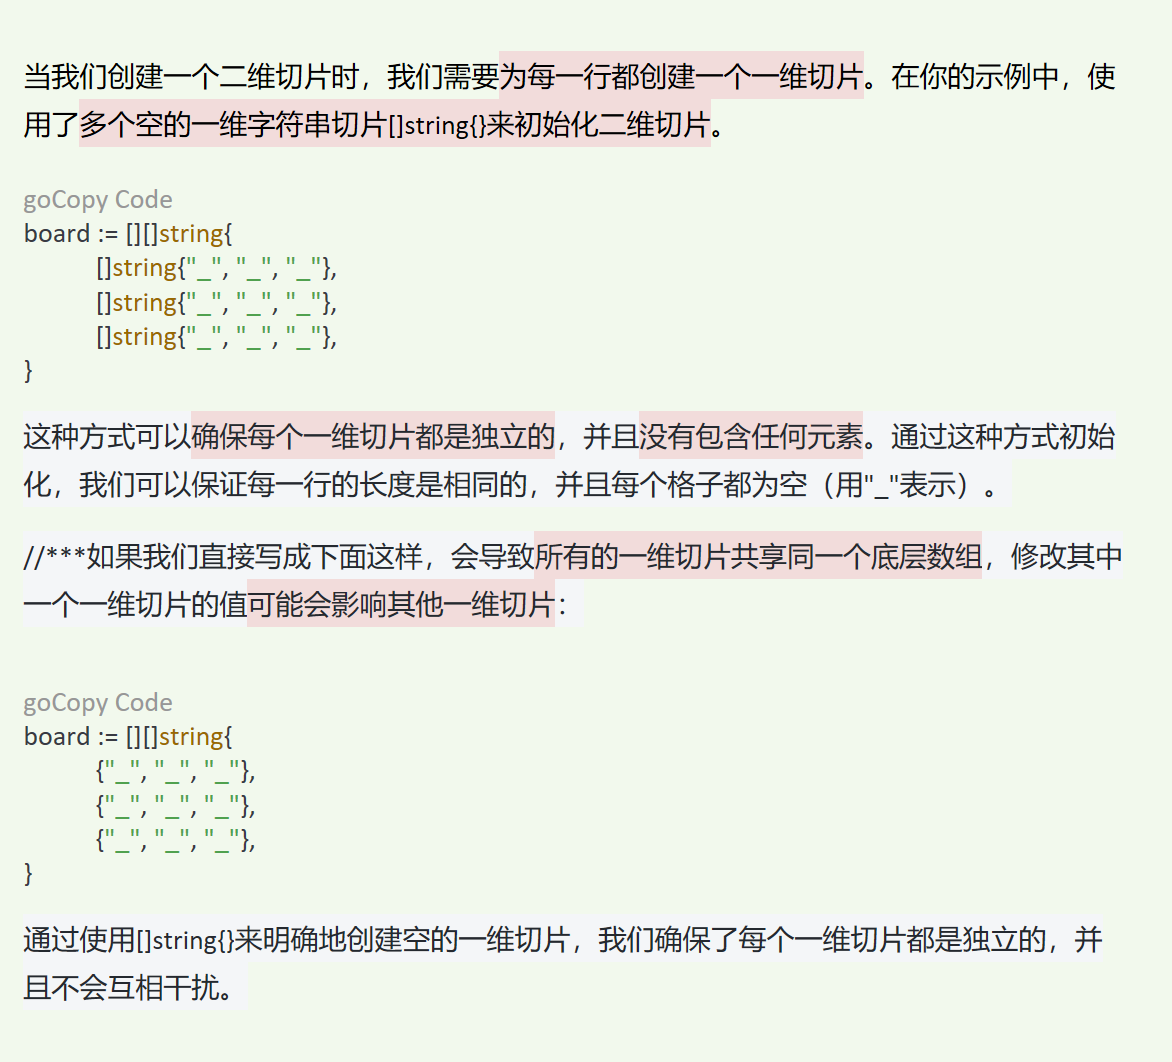 当我们创建一个二维切片时，我们需要为每一行都创建一个一维切片。在你的示例中，使
用了多个空的一维字符串切片[]string{}来初始化二维切片。
goCopy Code
board := [][]string{
[]string{"_", "_", "_"},
[]string{"_", "_", "_"},
[]string{"_", "_", "_"},
}
这种方式可以确保每个一维切片都是独立的，并且没有包含任何元素。通过这种方式初始
化，我们可以保证每一行的长度是相同的，并且每个格子都为空（用"_"表示）。
//***如果我们直接写成下面这样，会导致所有的一维切片共享同一个底层数组，修改其中
一个一维切片的值可能会影响其他一维切片：
goCopy Code
board := [][]string{
{"_", "_", "_"},
{"_", "_", "_"},
{"_", "_", "_"},
}
通过使用[]string{}来明确地创建空的一维切片，我们确保了每个一维切片都是独立的，并
且不会互相干扰。